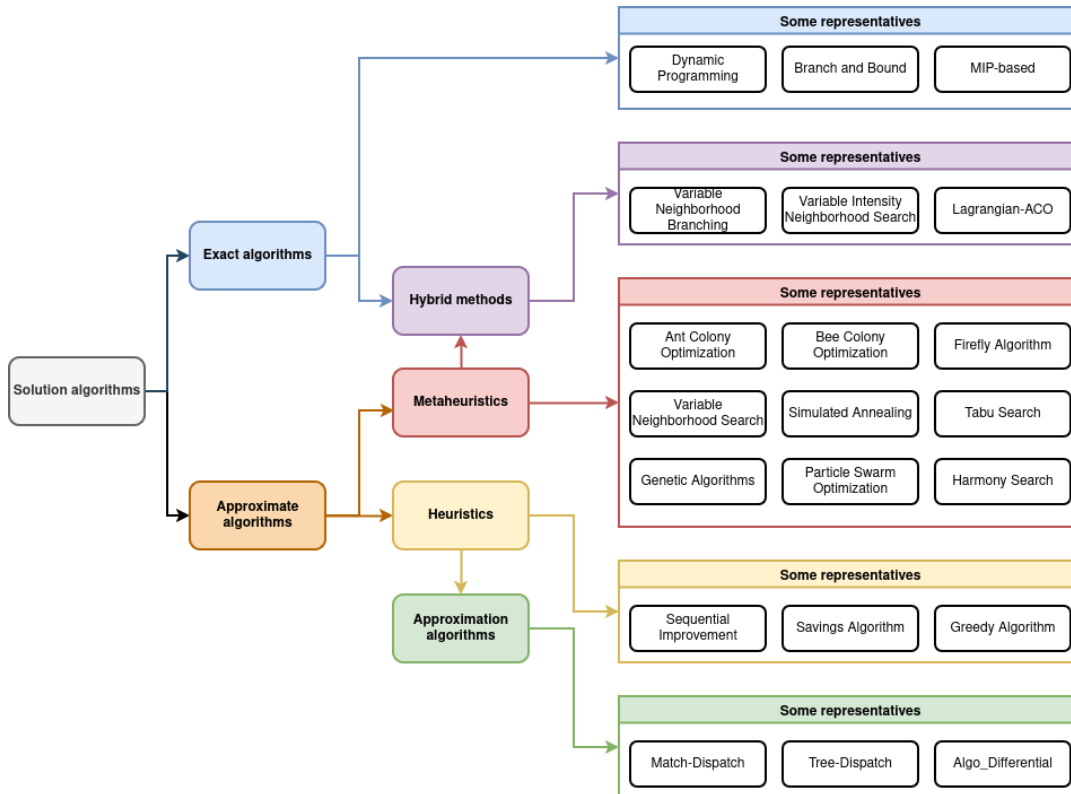 Some representatives
Dynamic
Programming
Branch and Bound
MIP-based
Some representatives
Variable
Neighborhood
Branching
Variable Intensity
Neighborhood Search
Lagrangian-ACO
Exact algorithms
Hybrid methods
Some representatives
Ant Colony
Optimization
Bee Colony
Optimization
Firefly Algorithm
Solution algorithms
Metaheuristics
Variable
Neighborhood Search
Simulated Annealing
Tabu Search
Genetic Algorithms
Particle Swarm
Optimization
Harmony Search
Approximate
algorithms
Heuristics
Some representatives
Sequential
Improvement
Savings Algorithm
Greedy Algorithm
Approximation
algorithms
Some representatives
Match-Dispatch
Tree-Dispatch
Algo_Differential